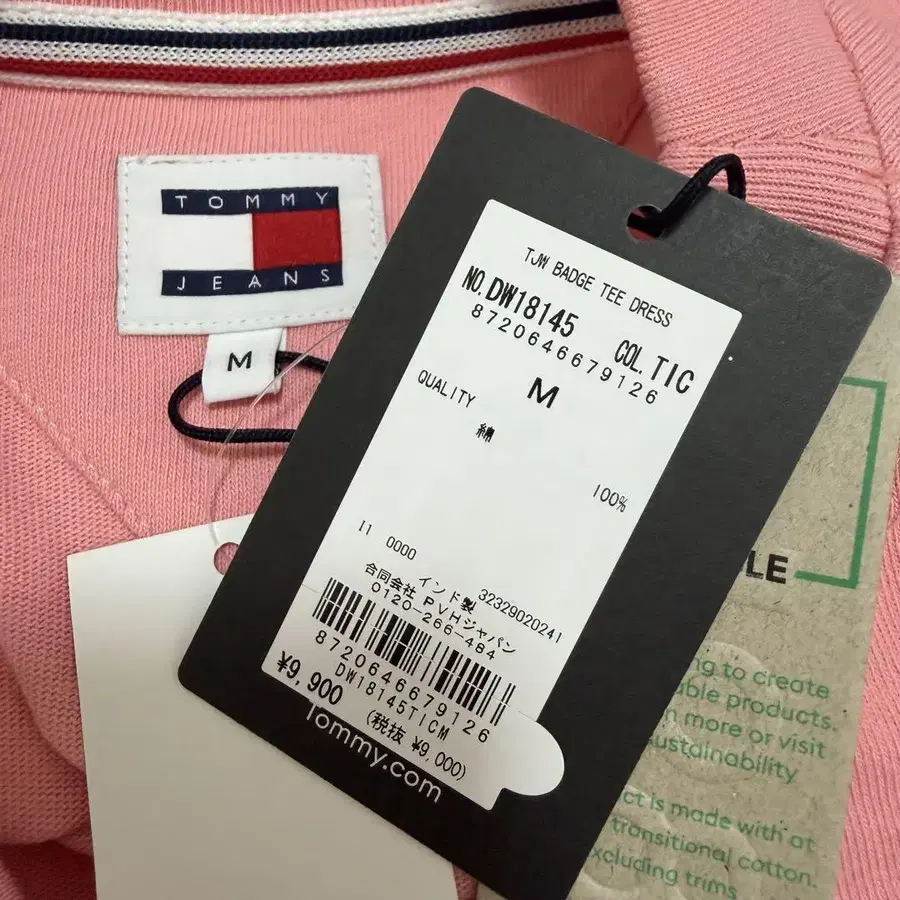 TOMMY
JEANS
M
TJW BADGE TEE DRESS
NO.DW18145 COL.TIC
8720646679126
QUALITY M
綿
100%
I1 0000
インド製 32329020241
合同会社 PVHジャパン
0120-266-484
8720646679126
DW18145TICM
¥9,900
(税抜 ¥9,000)
Tommy.com
LE
ng to create
able products.
n more or visit
sustainability
ct is made with at
transitional cotton.
xcluding trims